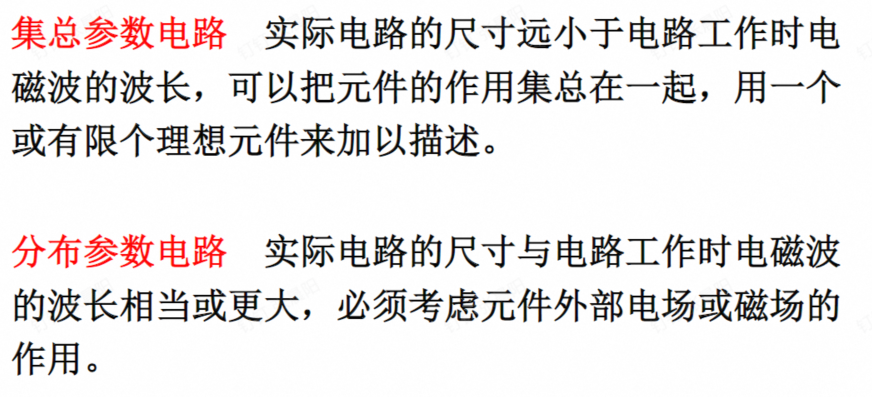 集总参数电路 实际电路的尺寸远小于电路工作时电
磁波的波长，可以把元件的作用集总在一起，用一个
或有限个理想元件来加以描述。
分布参数电路 实际电路的尺寸与电路工作时电磁波
的波长相当或更大，必须考虑元件外部电场或磁场的
作用。